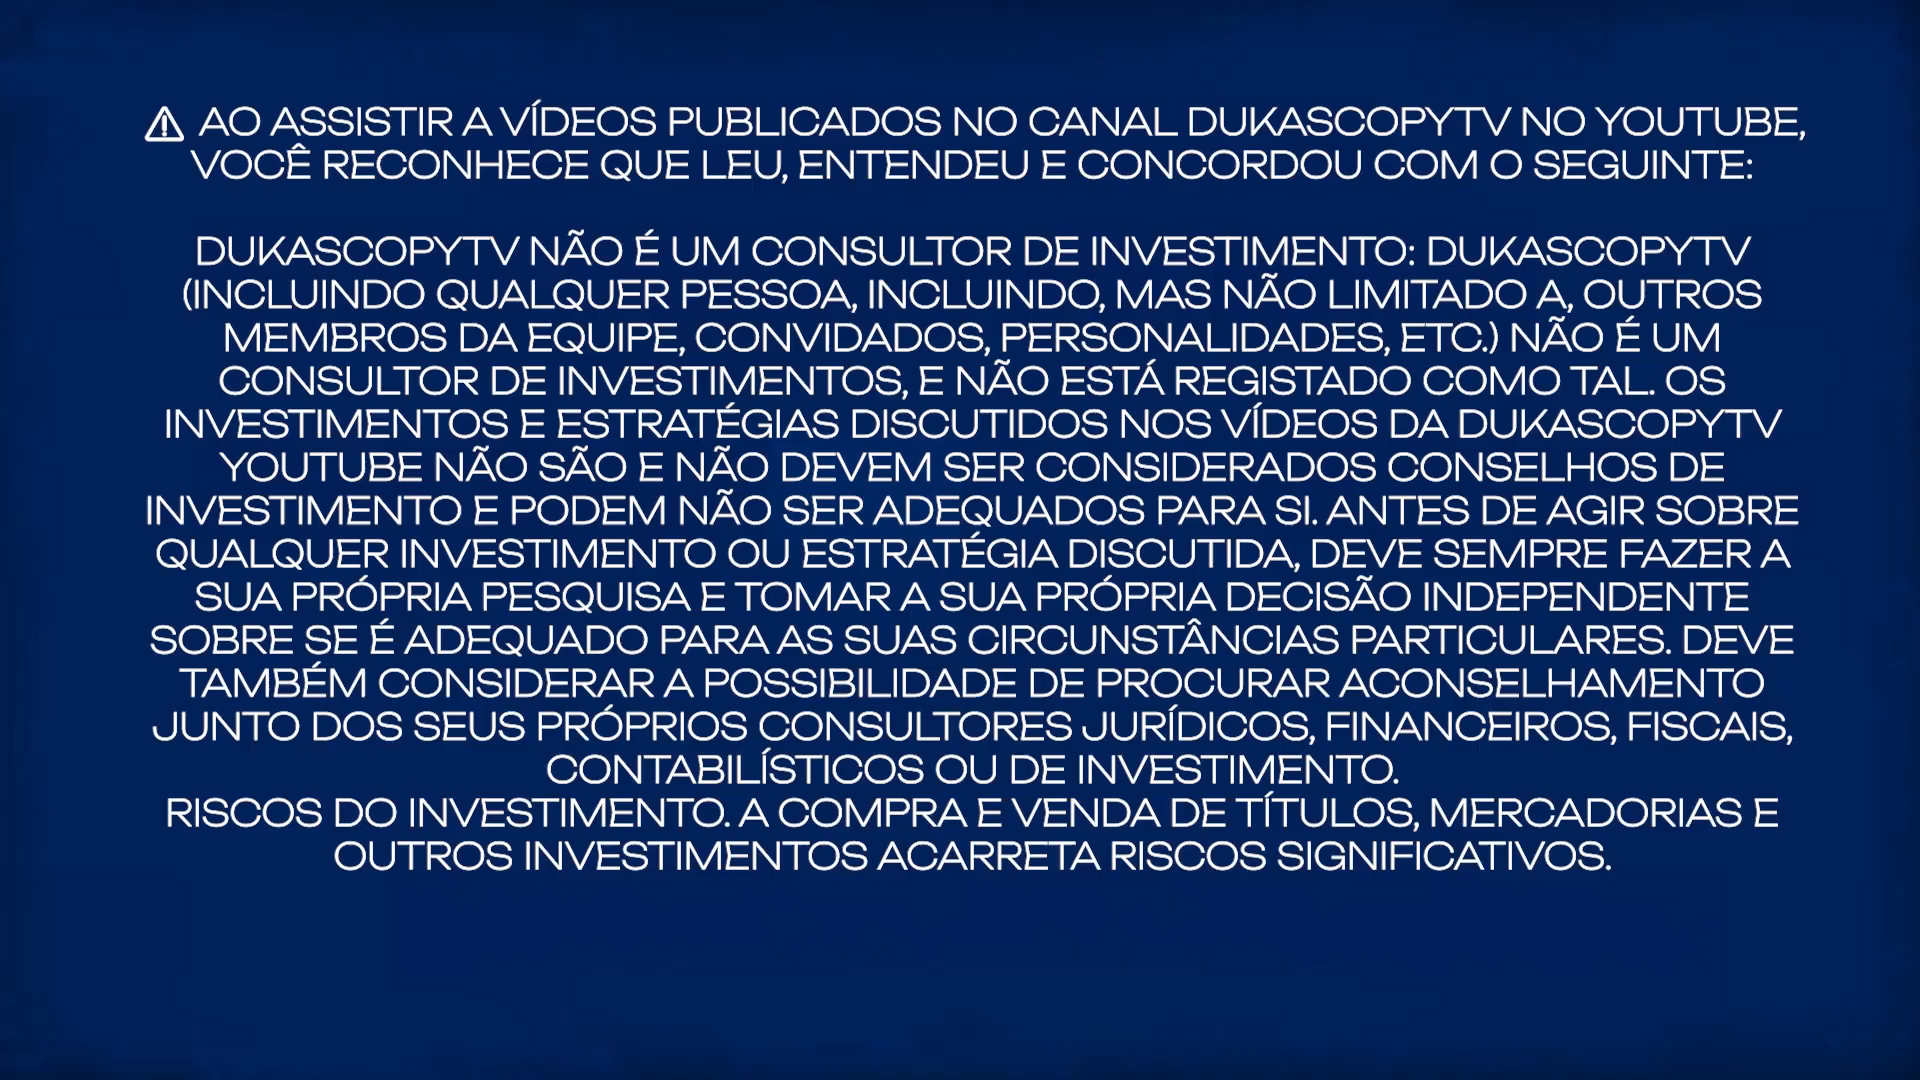 ⚠ AO ASSISTIR A VÍDEOS PUBLICADOS NO CANAL DUKASCOPYTV NO YOUTUBE,
VOCÊ RECONHECE QUE LEU, ENTENDEU E CONCORDOU COM O SEGUINTE:
DUKASCOPYTV NÃO É UM CONSULTOR DE INVESTIMENTO: DUKASCOPYTV
(INCLUINDO QUALQUER PESSOA, INCLUINDO, MAS NÃO LIMITADO A, OUTROS
MEMBROS DA EQUIPE, CONVIDADOS, PERSONALIDADES, ETC.) NÃO É UM
CONSULTOR DE INVESTIMENTOS, E NÃO ESTÁ REGISTADO COMO TAL. OS
INVESTIMENTOS E ESTRATÉGIAS DISCUTIDOS NOS VÍDEOS DA DUKASCOPYTV
YOUTUBE NÃO SÃO E NÃO DEVEM SER CONSIDERADOS CONSELHOS DE
INVESTIMENTO E PODEM NÃO SER ADEQUADOS PARA SI. ANTES DE AGIR SOBRE
QUALQUER INVESTIMENTO OU ESTRATÉGIA DISCUTIDA, DEVE SEMPRE FAZER A
SUA PRÓPRIA PESQUISA E TOMAR A SUA PRÓPRIA DECISÃO INDEPENDENTE
SOBRE SE É ADEQUADO PARA AS SUAS CIRCUNSTÂNCIAS PARTICULARES. DEVE
TAMBÉM CONSIDERAR A POSSIBILIDADE DE PROCURAR ACONSELHAMENTO
JUNTO DOS SEUS PRÓPRIOS CONSULTORES JURÍDICOS, FINANCEIROS, FISCAIS,
CONTABILÍSTICOS OU DE INVESTIMENTO.
RISCOS DO INVESTIMENTO. A COMPRA E VENDA DE TÍTULOS, MERCADORIAS E
OUTROS INVESTIMENTOS ACARRETA RISCOS SIGNIFICATIVOS.